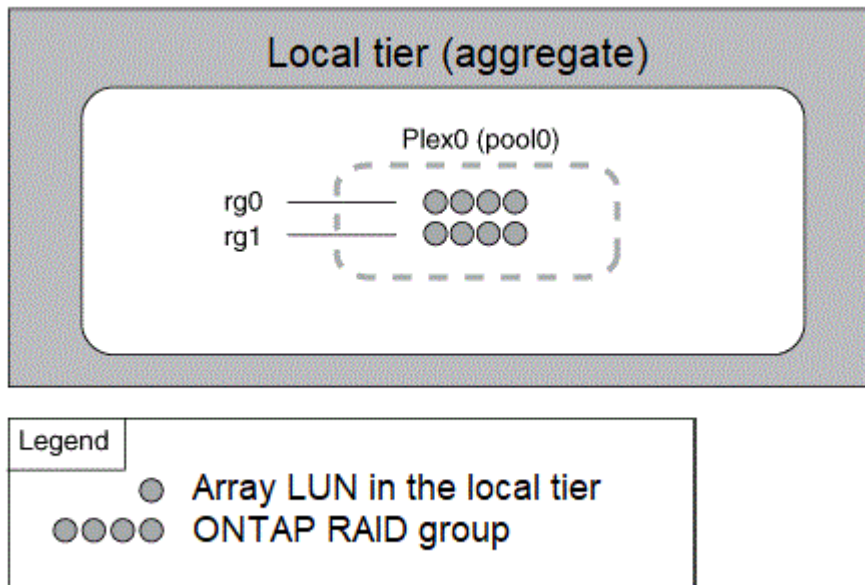 Local tier (aggregate)
Plex0 (pool0)
rg0
rg1
Legend
Array LUN in the local tier
ONTAP RAID group